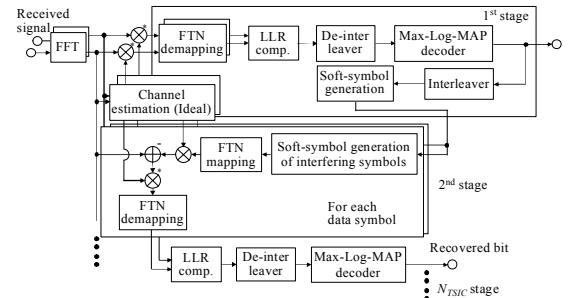 Received
signal
1st stage
FFT
*
*
FTN
demapping
LLR
comp.
De-inter
leaver
Max-Log-MAP
decoder
Soft-symbol
generation
Interleaver
Channel
estimation (Ideal)
-
*
FTN
mapping
Soft-symbol generation
of interfering symbols
2nd stage
FTN
demapping
For each
data symbol
LLR
comp.
De-inter
leaver
Max-Log-MAP
decoder
Recovered bit
NTSIC stage